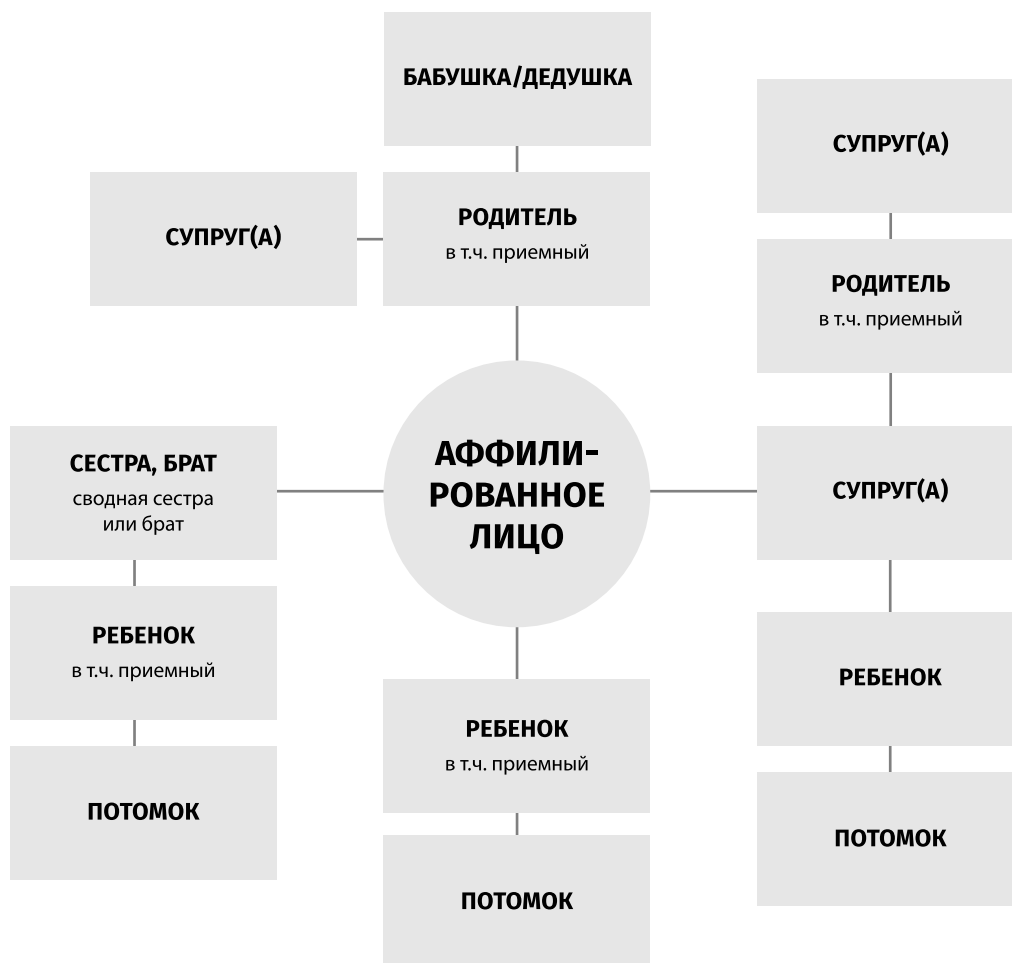 БАБУШКА/ДЕДУШКА
СУПРУГ(А)
РОДИТЕЛЬ
в т.ч. приемный
СУПРУГ(А)
РОДИТЕЛЬ
в т.ч. приемный
АФФИЛИ-
РОВАННОЕ
ЛИЦО
СЕСТРА, БРАТ
сводная сестра
или брат
СУПРУГ(А)
РЕБЕНОК
в т.ч. приемный
РЕБЕНОК
РЕБЕНОК
в т.ч. приемный
ПОТОМОК
ПОТОМОК
ПОТОМОК